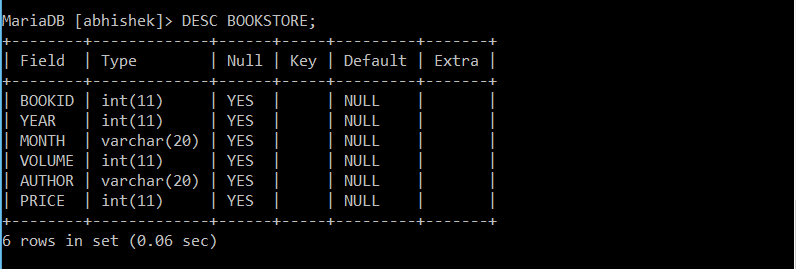 MariaDB [abhishek]> DESC BOOKSTORE;
+--------+-------------+------+-----+---------+-------+
| Field  | Type        | Null | Key | Default | Extra |
+--------+-------------+------+-----+---------+-------+
| BOOKID | int(11)     | YES  |     | NULL    |       |
| YEAR   | int(11)     | YES  |     | NULL    |       |
| MONTH  | varchar(20) | YES  |     | NULL    |       |
| VOLUME | int(11)     | YES  |     | NULL    |       |
| AUTHOR | varchar(20) | YES  |     | NULL    |       |
| PRICE  | int(11)     | YES  |     | NULL    |       |
+--------+-------------+------+-----+---------+-------+
6 rows in set (0.06 sec)